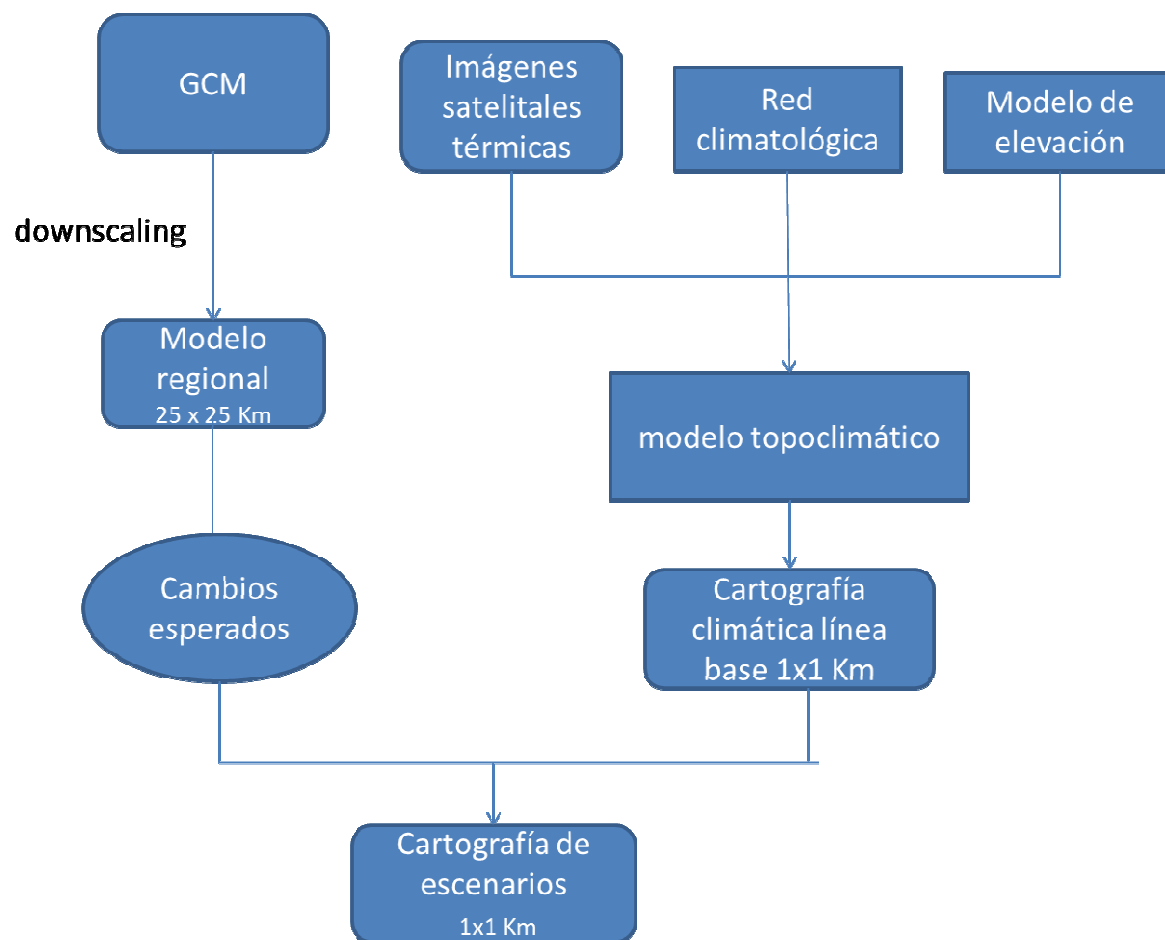 GCM
Imágenes
satelitales
térmicas
Red
climatológica
Modelo de
elevación
downscaling
Modelo
regional
25 x 25 Km
modelo topoclimático
Cambios
esperados
Cartografía
climática línea
base 1x1 Km
Cartografía de
escenarios
1x1 Km